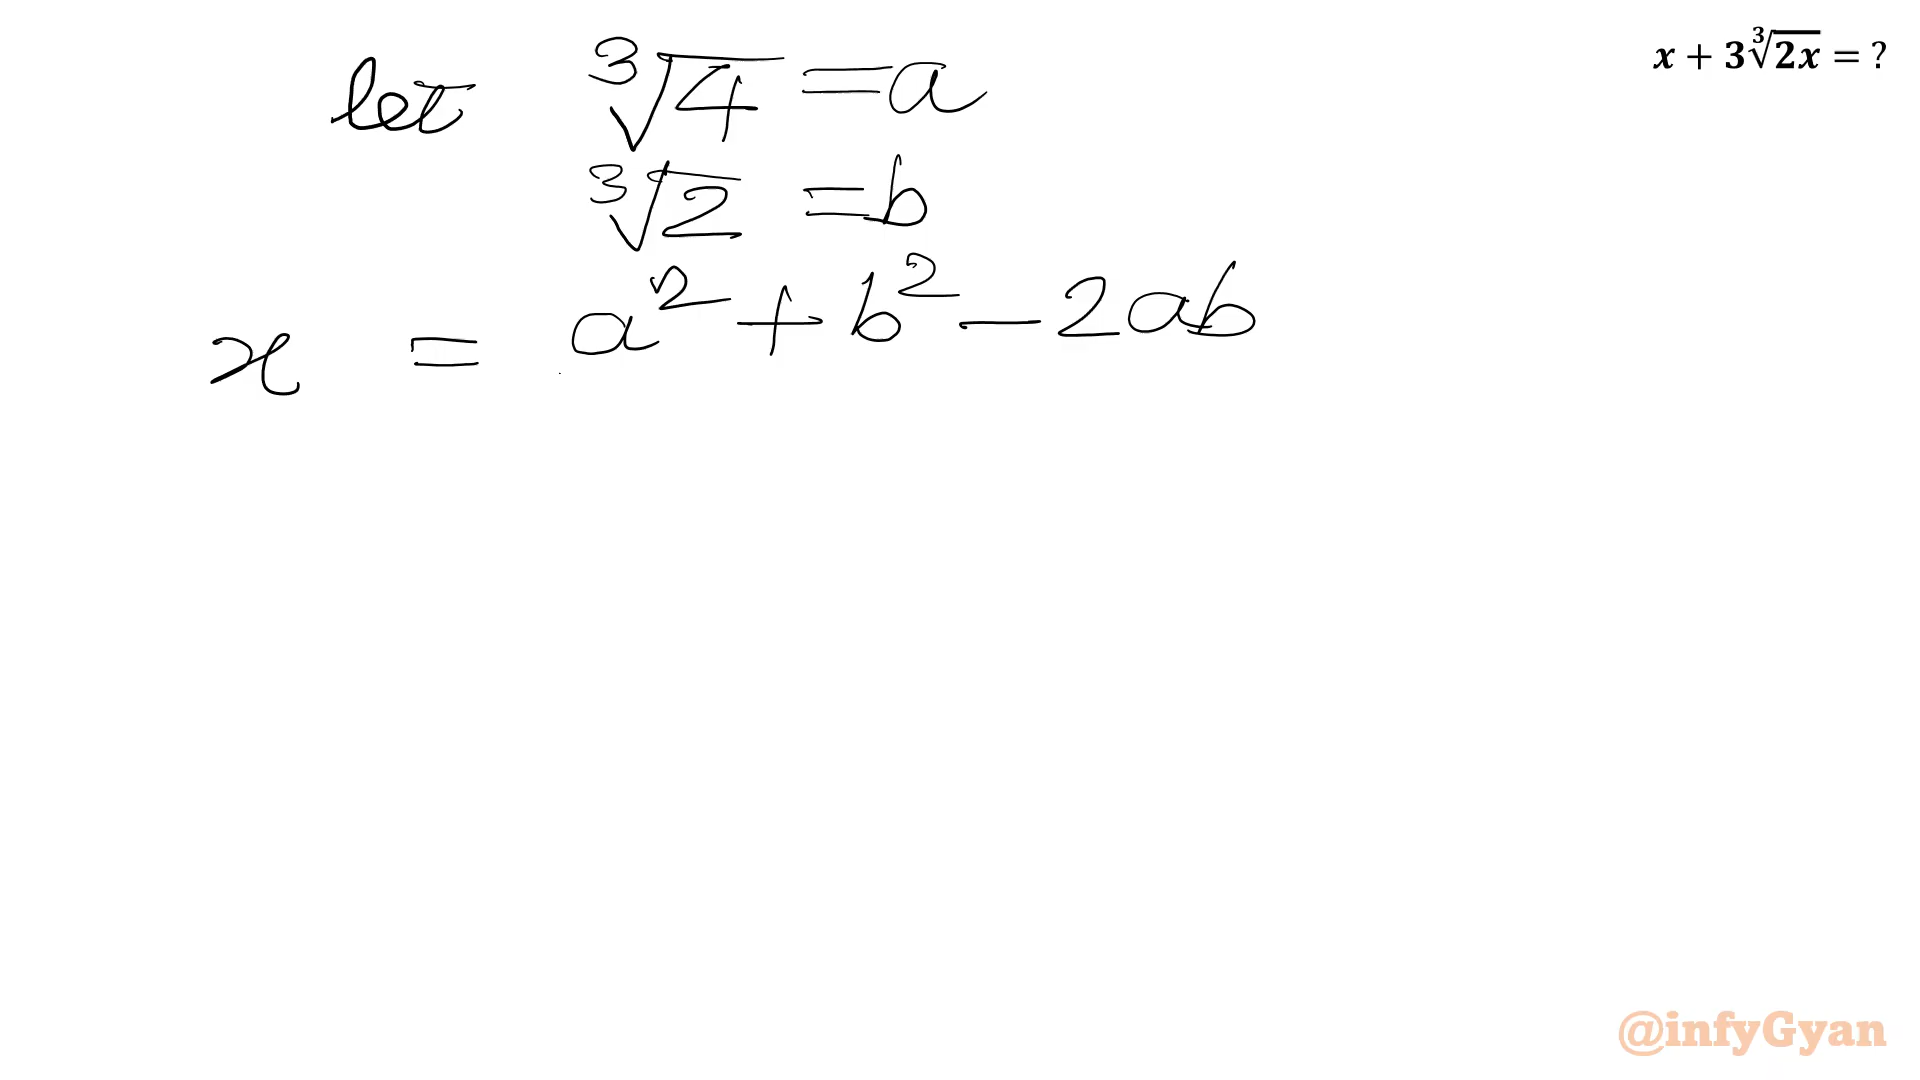 x + 3∛2x = ?
let ∛4 = a
∛2 = b
x = a² + b² − 2ab
@infyGyan